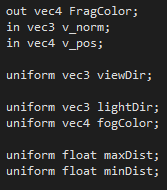 out vec4 FragColor;
in vec3 v_norm;
in vec4 v_pos;
uniform vec3 viewDir;
uniform vec3 lightDir;
uniform vec4 fogColor;
uniform float maxDist;
uniform float minDist;